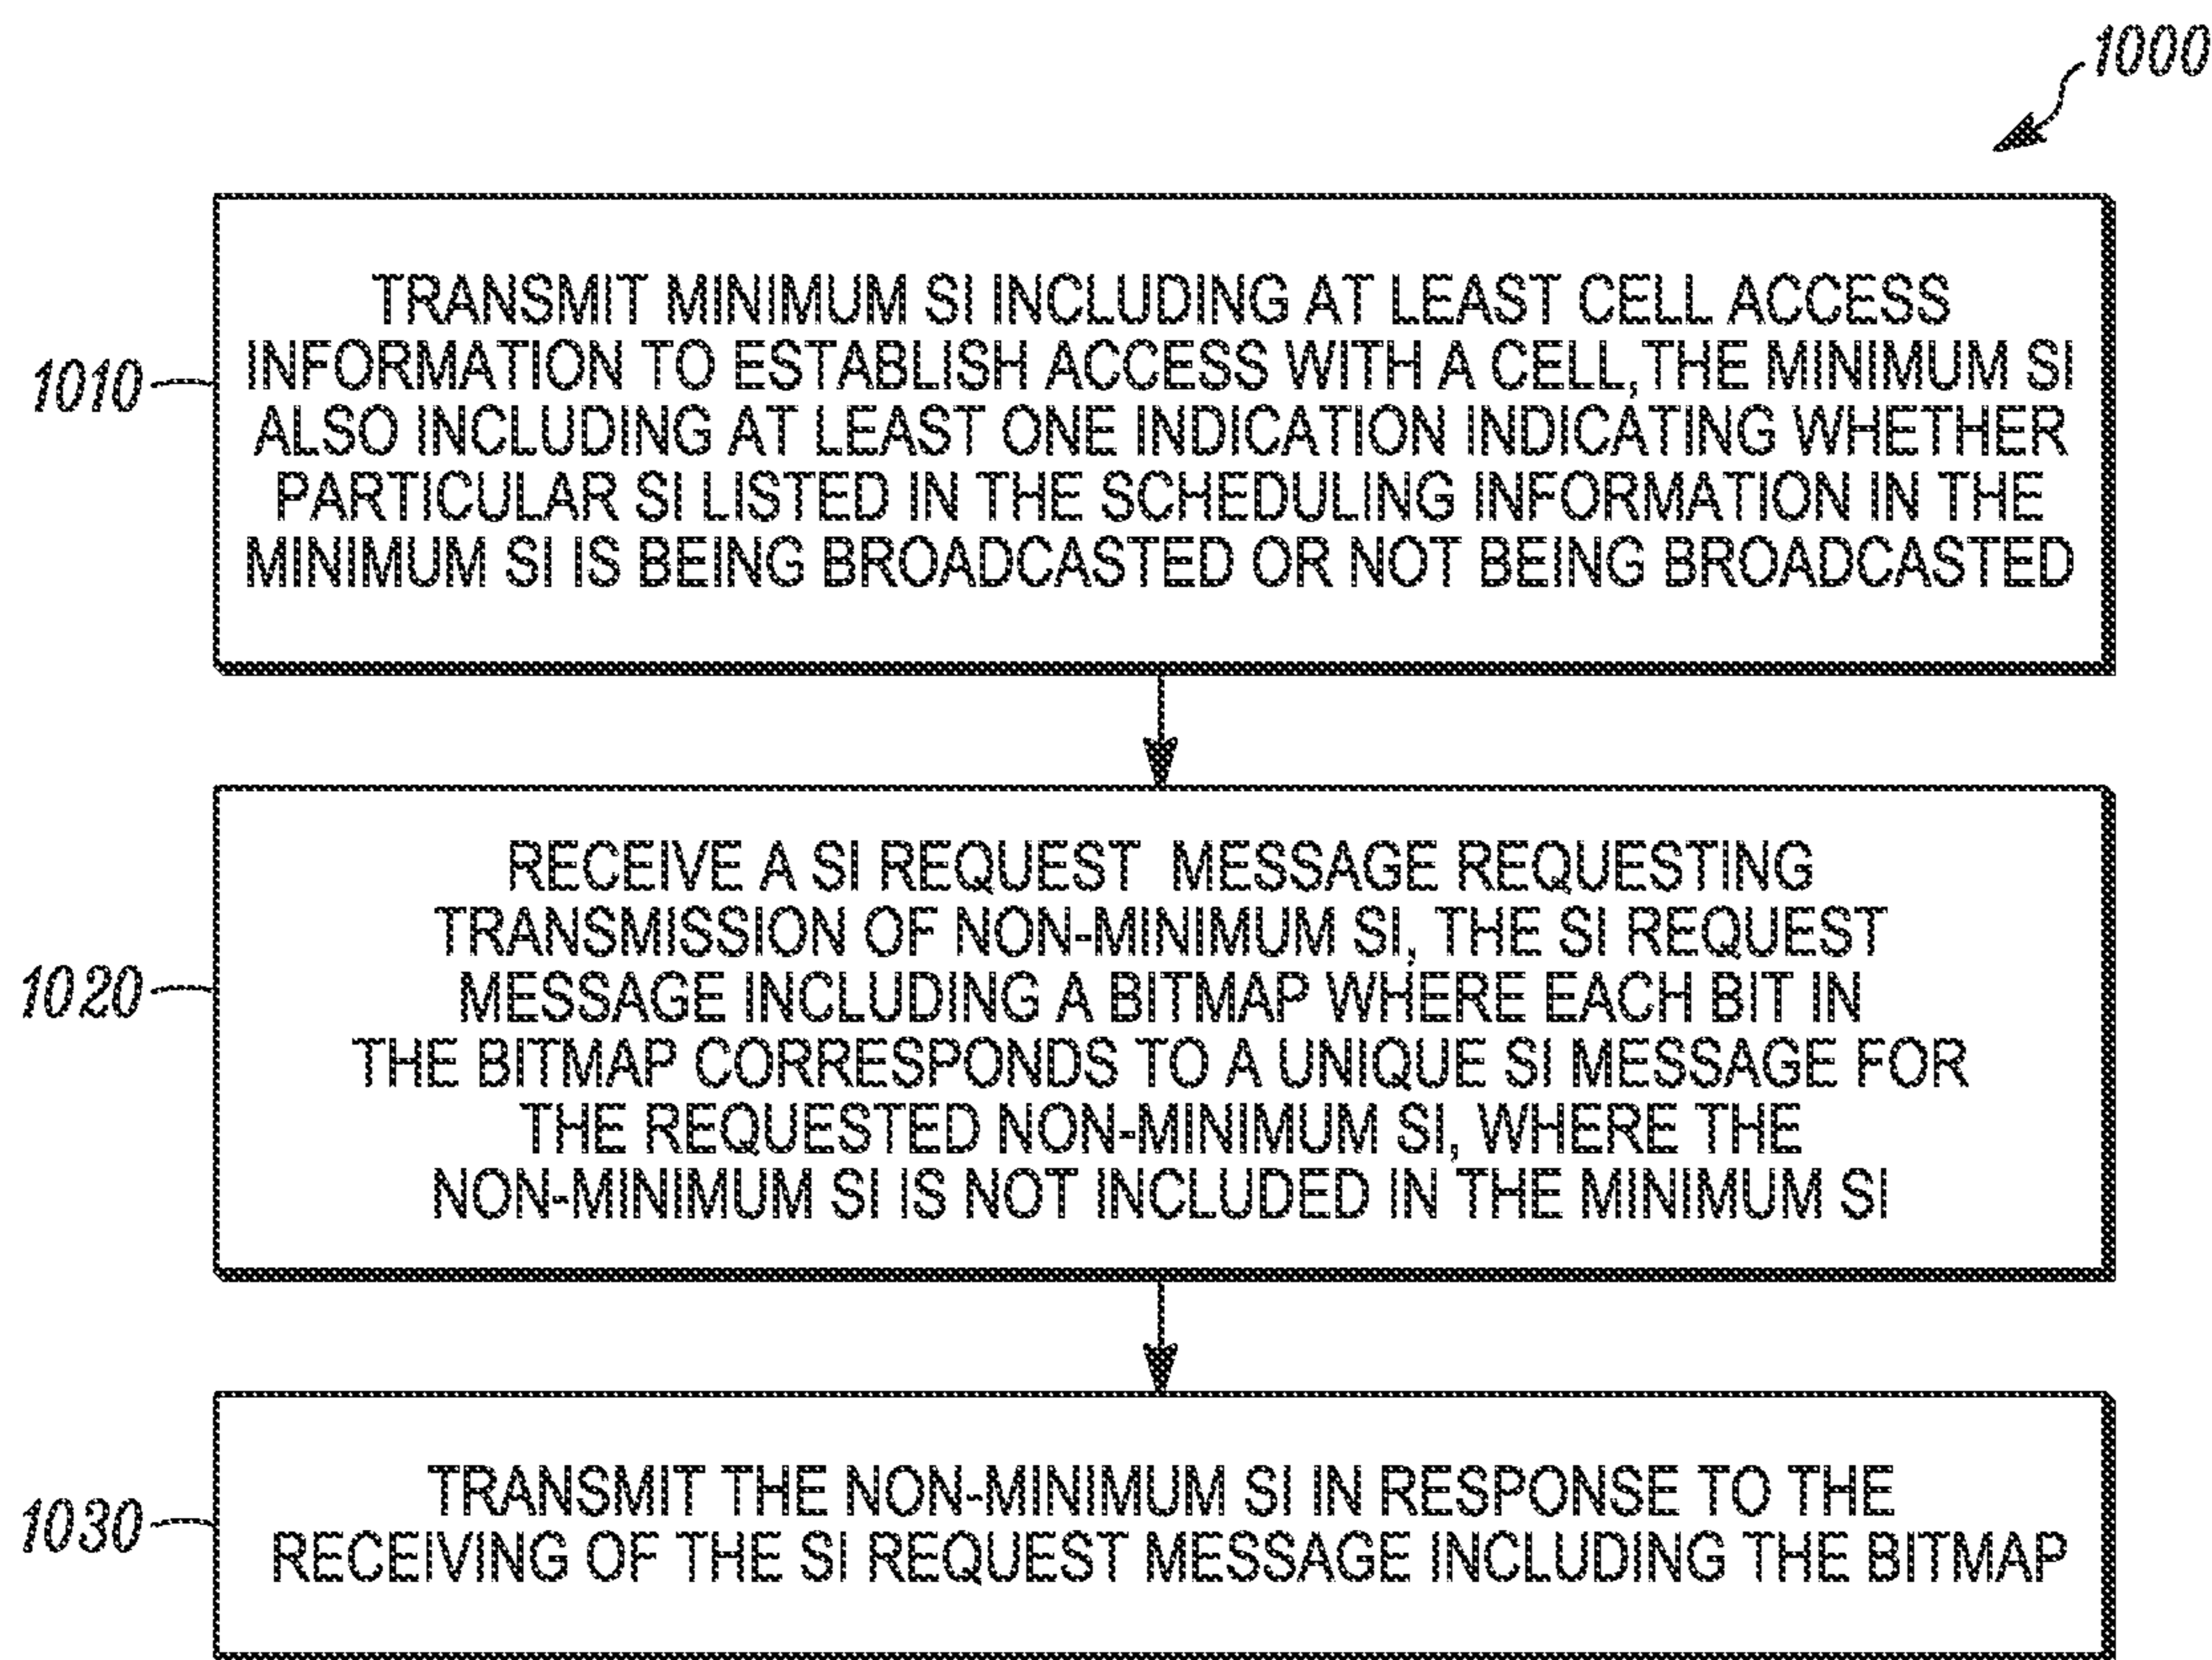 1000
1010
TRANSMIT MINIMUM SI INCLUDING AT LEAST CELL ACCESS
INFORMATION TO ESTABLISH ACCESS WITH A CELL, THE MINIMUM SI
ALSO INCLUDING AT LEAST ONE INDICATION INDICATING WHETHER
PARTICULAR SI LISTED IN THE SCHEDULING INFORMATION IN THE
MINIMUM SI IS BEING BROADCASTED OR NOT BEING BROADCASTED
1020
RECEIVE A SI REQUEST MESSAGE REQUESTING
TRANSMISSION OF NON-MINIMUM SI, THE SI REQUEST
MESSAGE INCLUDING A BITMAP WHERE EACH BIT IN
THE BITMAP CORRESPONDS TO A UNIQUE SI MESSAGE FOR
THE REQUESTED NON-MINIMUM SI, WHERE THE
NON-MINIMUM SI IS NOT INCLUDED IN THE MINIMUM SI
1030
TRANSMIT THE NON-MINIMUM SI IN RESPONSE TO THE
RECEIVING OF THE SI REQUEST MESSAGE INCLUDING THE BITMAP